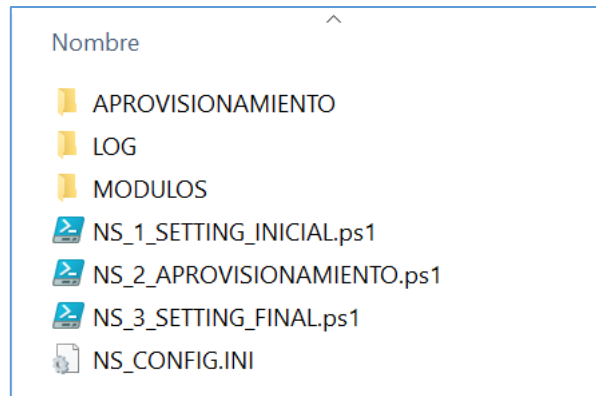 Nombre
APROVISIONAMIENTO
LOG
MODULOS
NS_1_SETTING_INICIAL.ps1
NS_2_APROVISIONAMIENTO.ps1
NS_3_SETTING_FINAL.ps1
NS_CONFIG.INI